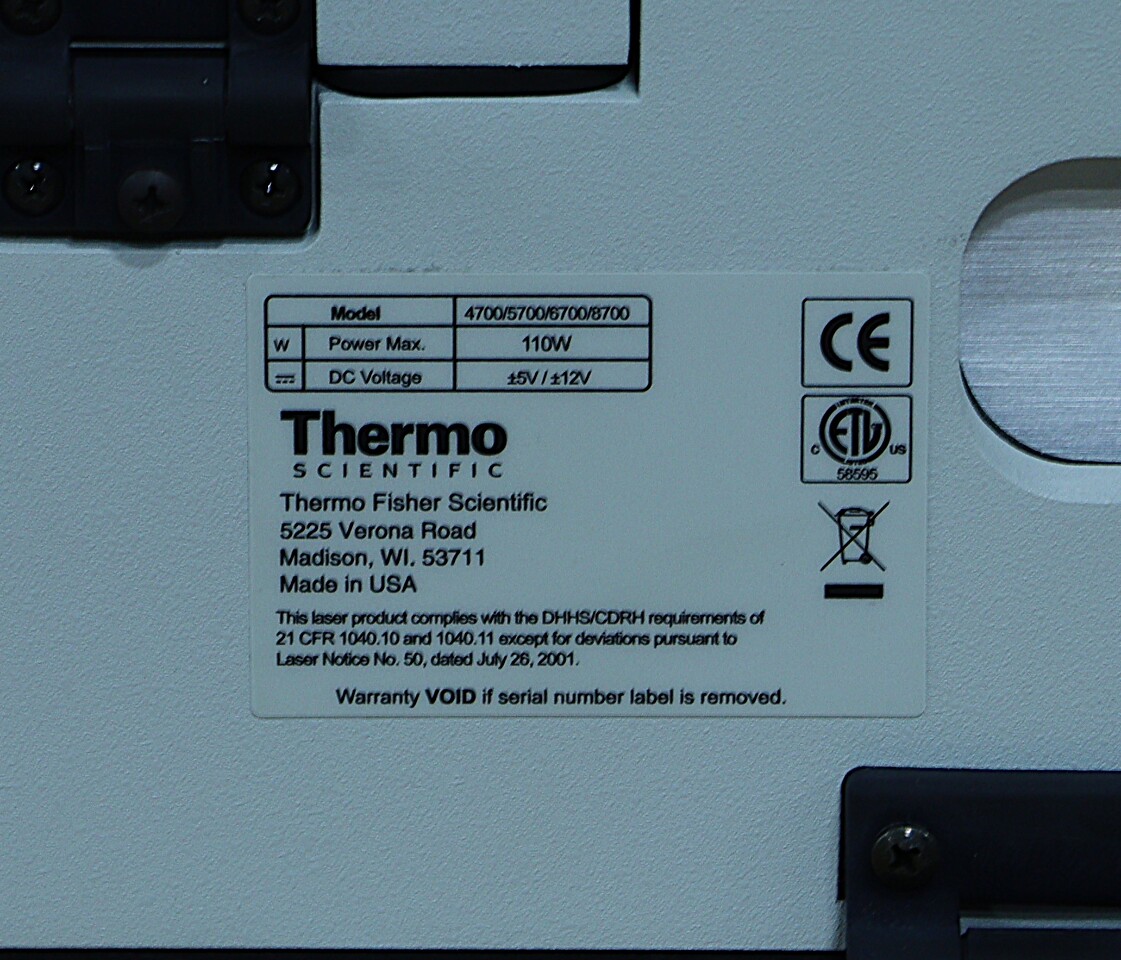 Model 4700/5700/6700/8700
W Power Max. 110W
DC Voltage ±5V / ±12V
CE
Thermo
SCIENTIFIC
ETL
C US
58595
Thermo Fisher Scientific
5225 Verona Road
Madison, WI. 53711
Made in USA
This laser product complies with the DHHS/CDRH requirements of
21 CFR 1040.10 and 1040.11 except for deviations pursuant to
Laser Notice No. 50, dated July 26, 2001.
Warranty VOID if serial number label is removed.